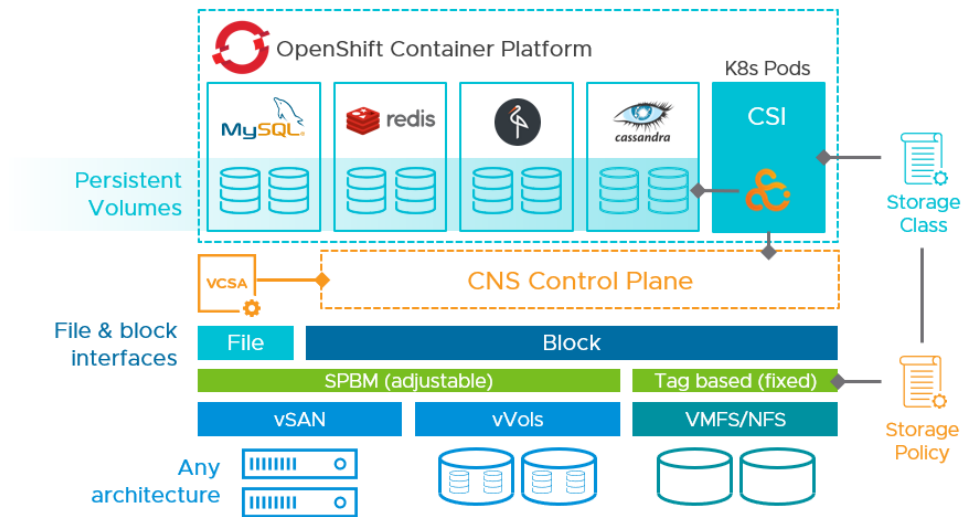 OpenShift Container Platform
K8s Pods
MySQL
redis
cassandra
CSI
Persistent
Volumes
Storage
Class
VCSA
CNS Control Plane
File & block
interfaces
File
Block
SPBM (adjustable)
Tag based (fixed)
vSAN
vVols
VMFS/NFS
Storage
Policy
Any
architecture